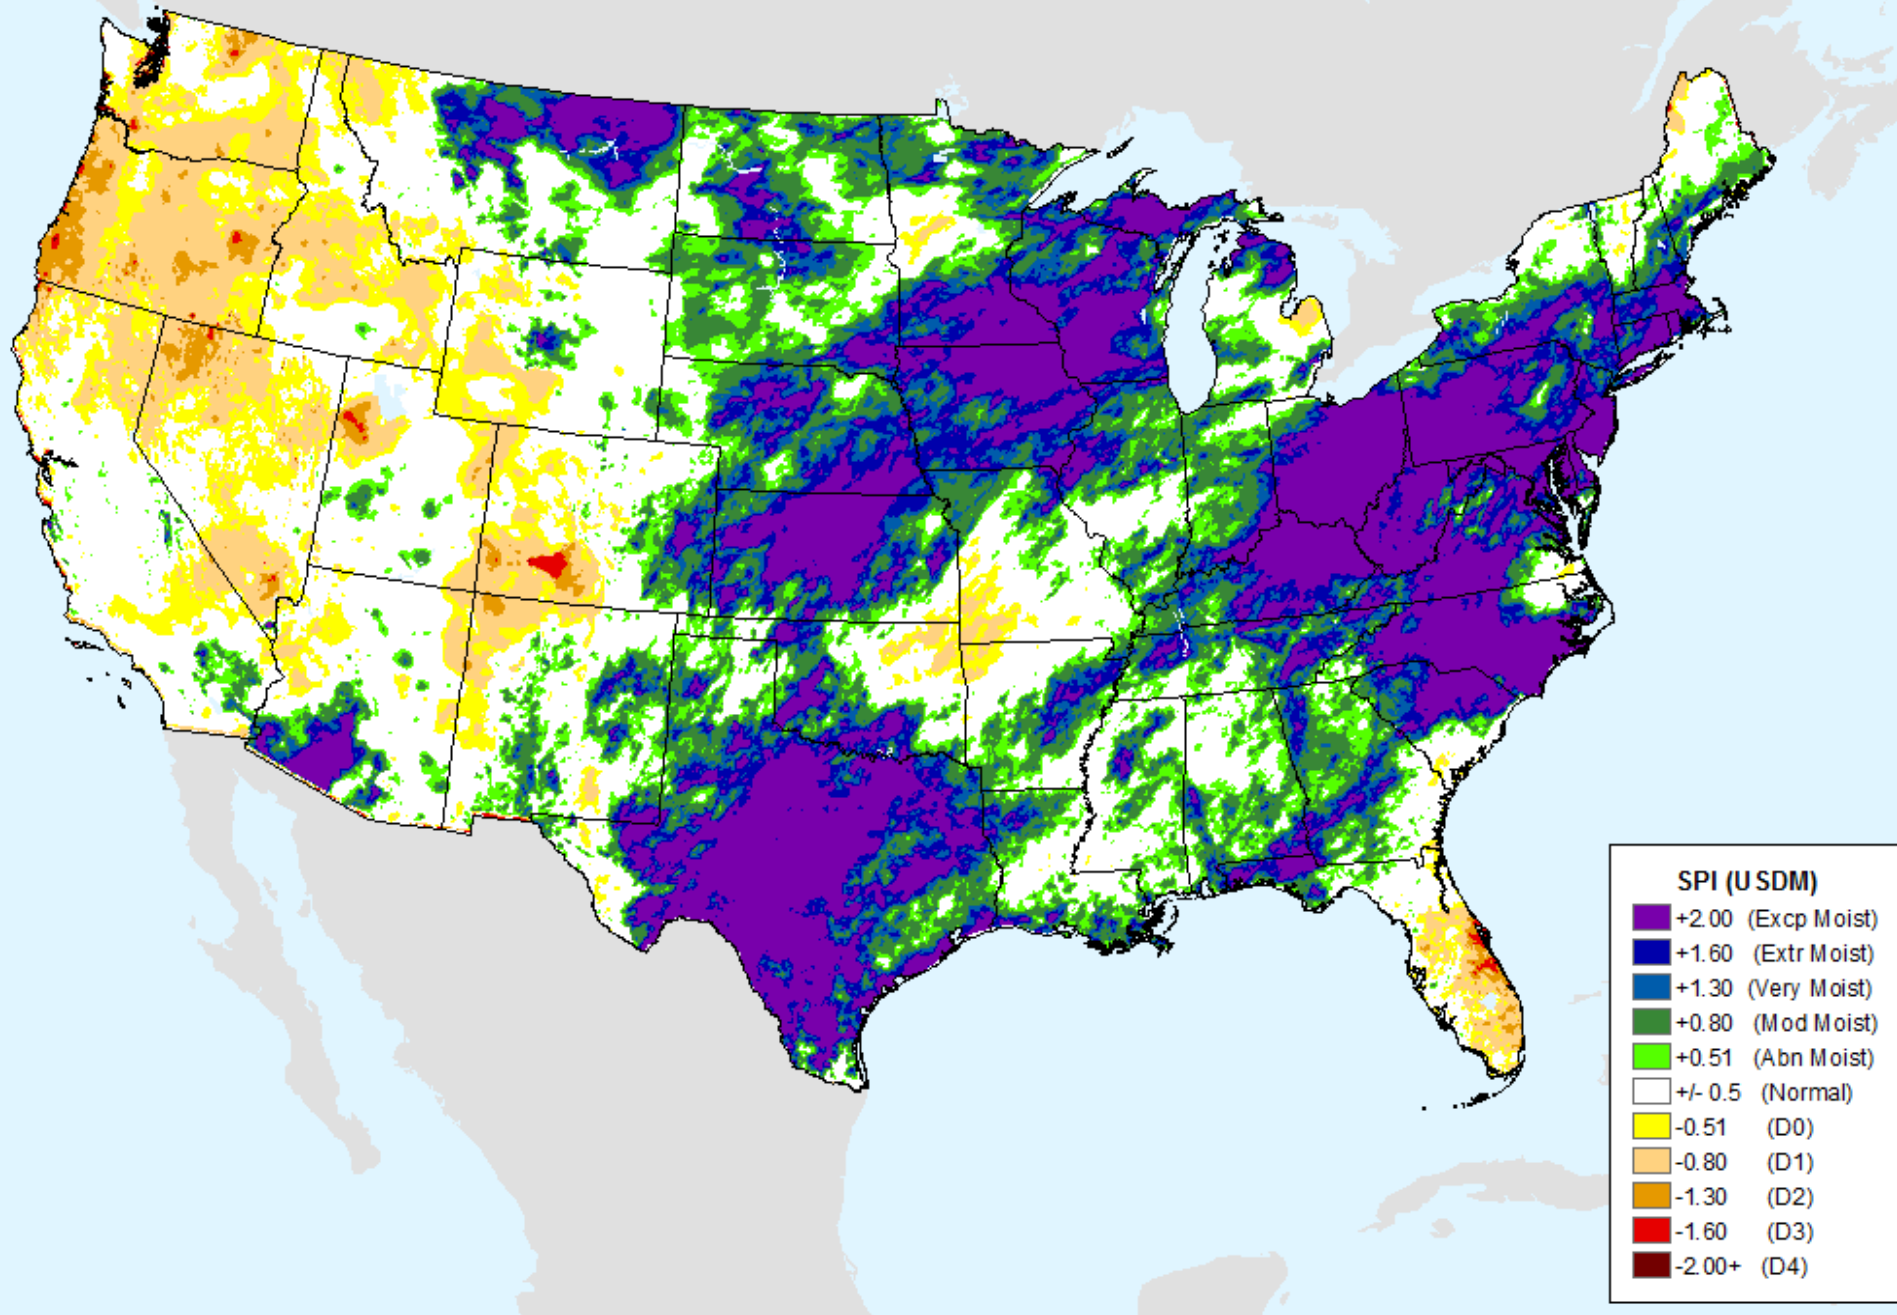 SPI (USDM)
+2.00 (Excp Moist)
+1.60 (Extr Moist)
+1.30 (Very Moist)
+0.80 (Mod Moist)
+0.51 (Abn Moist)
+/- 0.5 (Normal)
-0.51 (D0)
-0.80 (D1)
-1.30 (D2)
-1.60 (D3)
-2.00+ (D4)